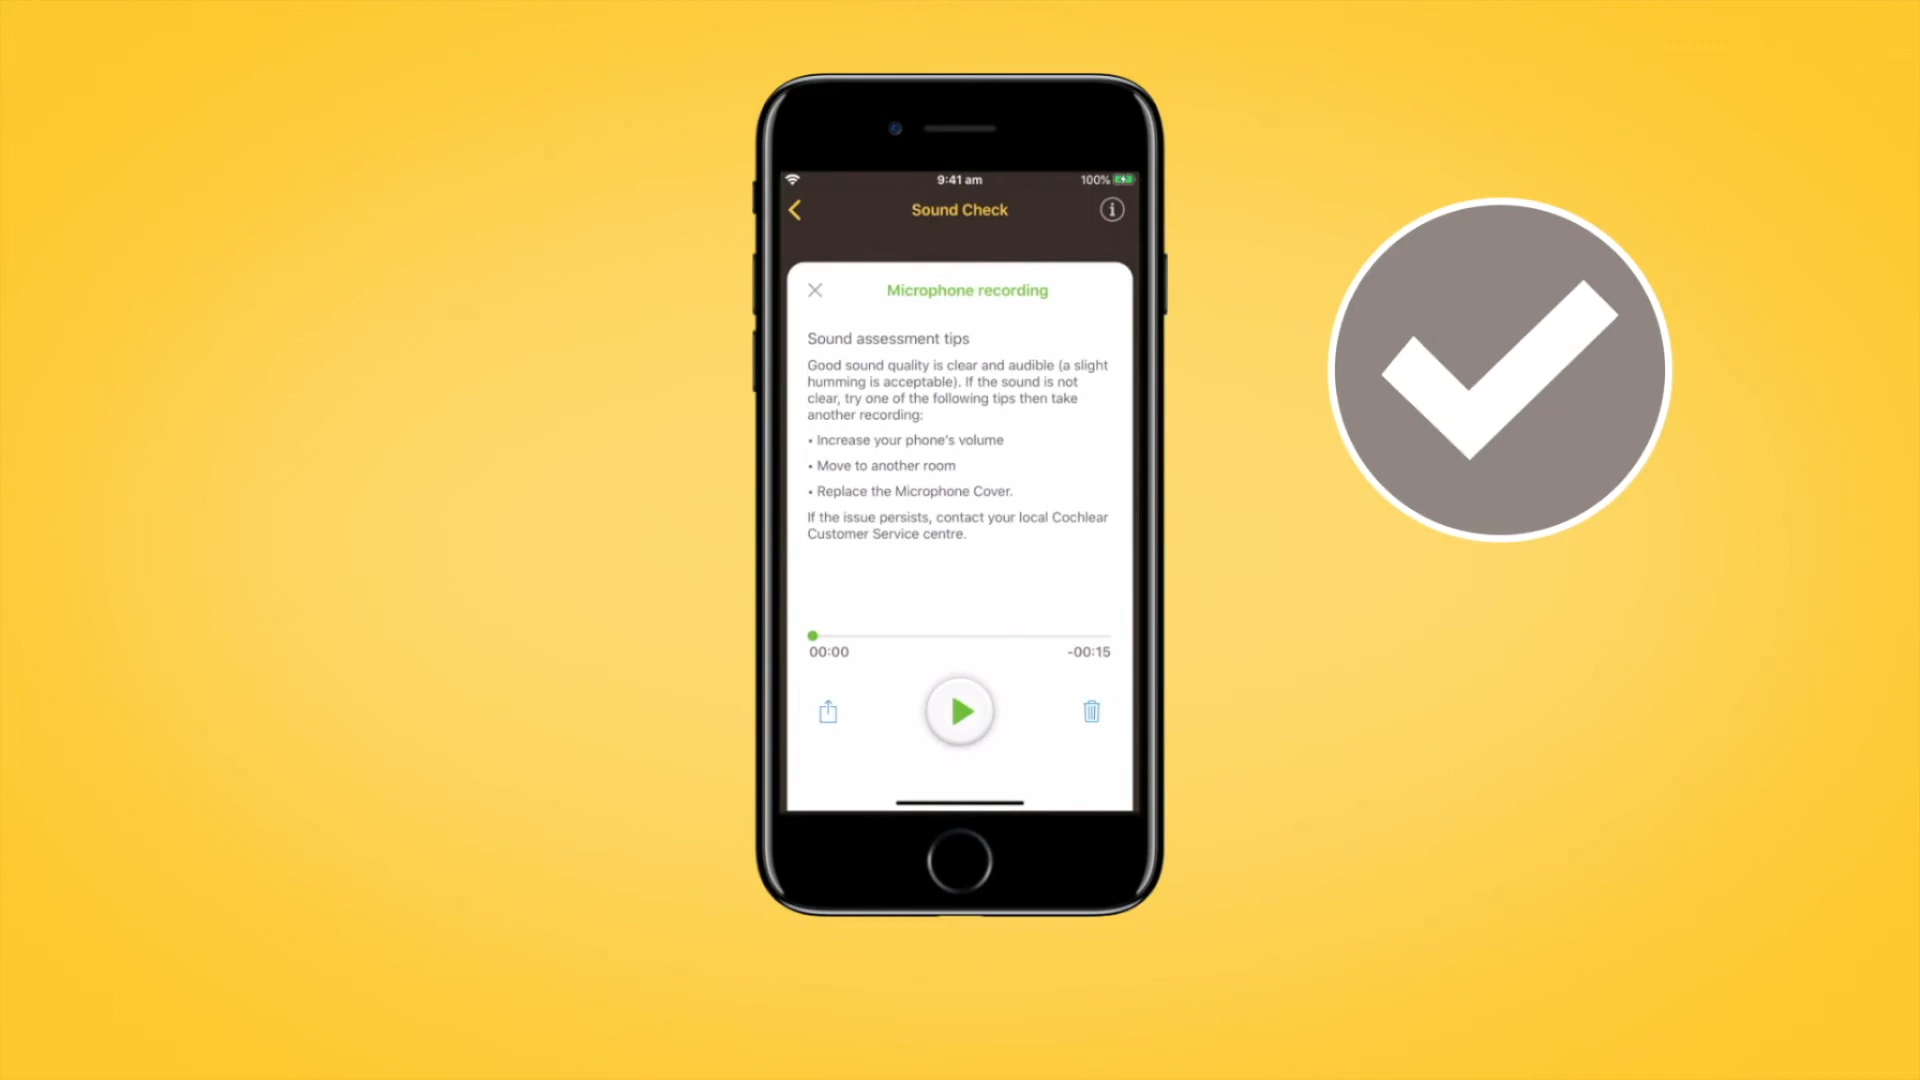 9:41 am
100%
Sound Check
Microphone recording
Sound assessment tips
Good sound quality is clear and audible (a slight
humming is acceptable). If the sound is not
clear, try one of the following tips then take
another recording:
• Increase your phone's volume
• Move to another room
• Replace the Microphone Cover.
If the issue persists, contact your local Cochlear
Customer Service centre.
00:00
-00:15